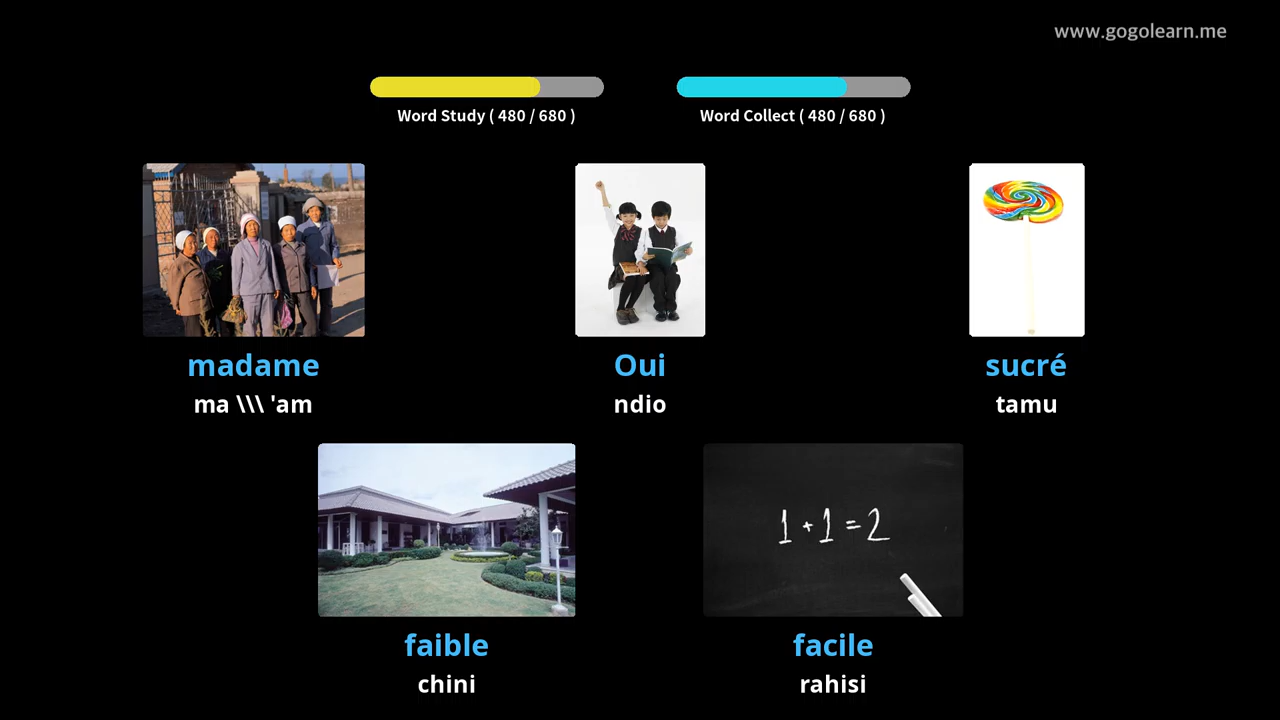 www.gogolearn.me
Word Study ( 480 / 680 )
Word Collect ( 480 / 680 )
madame
ma \\\ 'am
Oui
ndio
sucré
tamu
1 + 1 = 2
faible
chini
facile
rahisi